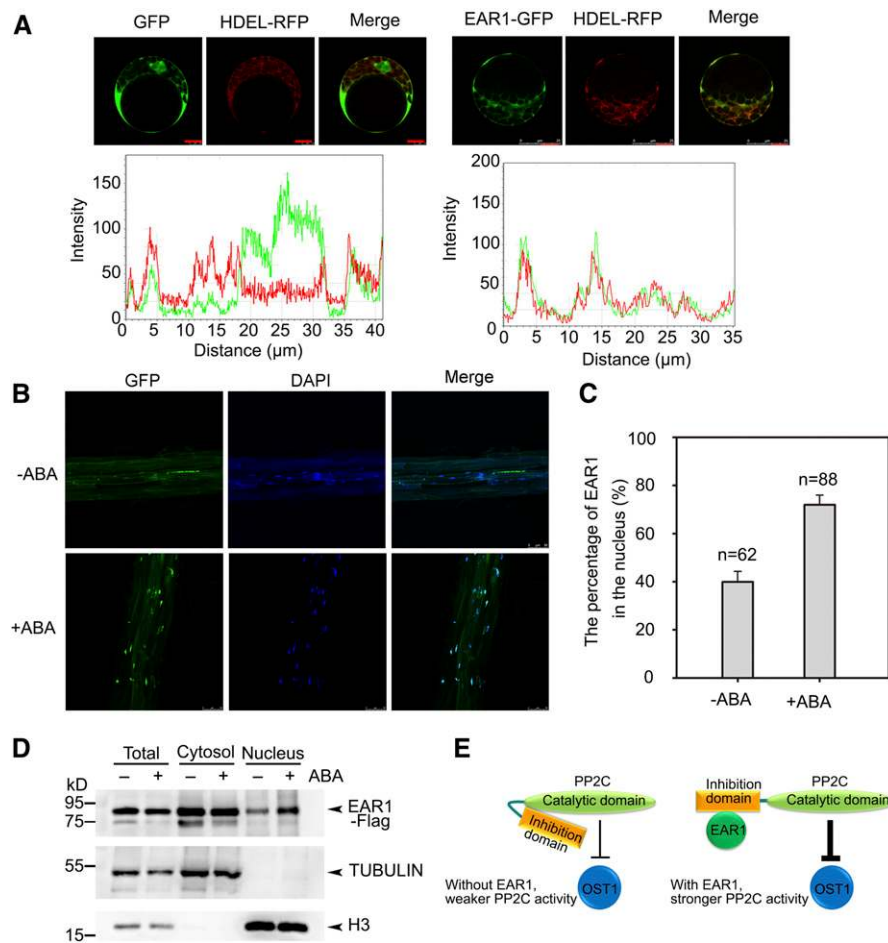 A
GFP HDEL-RFP Merge
EAR1-GFP HDEL-RFP Merge
Intensity
150
100
50
0
0 5 10 15 20 25 30 35 40
Distance (µm)
Intensity
200
150
100
50
0
0 5 10 15 20 25 30 35
Distance (µm)
B
GFP DAPI Merge
-ABA
+ABA
C
The percentage of EAR1
in the nucleus (%)
100
80
60
40
20
0
n=62
n=88
-ABA +ABA
D
Total Cytosol Nucleus
kD – + – + – + ABA
95
75
EAR1
-Flag
55
TUBULIN
15
H3
E
PP2C
Catalytic domain
Inhibition
domain
OST1
Without EAR1,
weaker PP2C activity
Inhibition
domain
PP2C
Catalytic domain
EAR1
OST1
With EAR1,
stronger PP2C activity